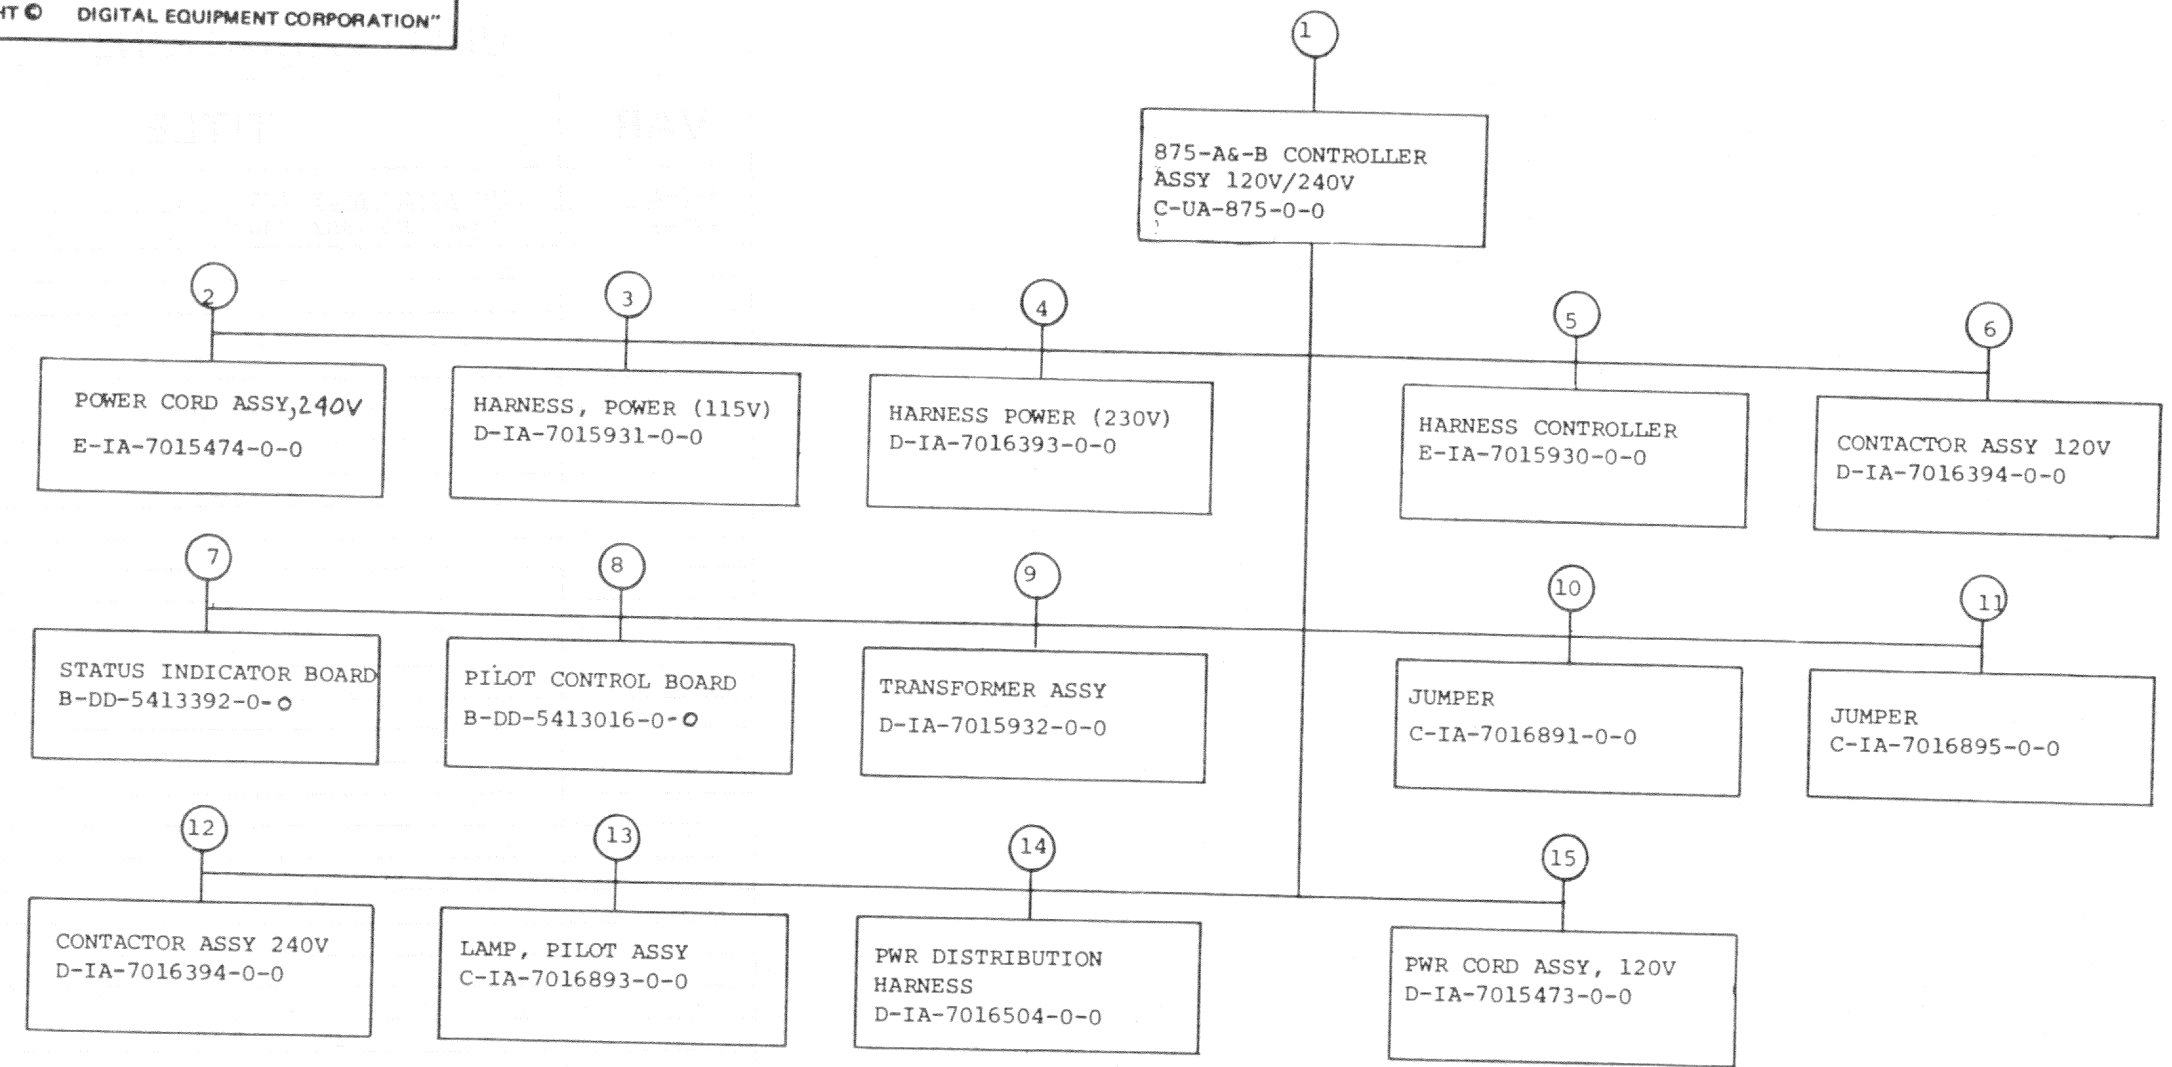 HT © DIGITAL EQUIPMENT CORPORATION"
1
875-A&-B CONTROLLER
ASSY 120V/240V
C-UA-875-0-0
2
POWER CORD ASSY,240V
E-IA-7015474-0-0
3
HARNESS, POWER (115V)
D-IA-7015931-0-0
4
HARNESS POWER (230V)
D-IA-7016393-0-0
5
HARNESS CONTROLLER
E-IA-7015930-0-0
6
CONTACTOR ASSY 120V
D-IA-7016394-0-0
7
STATUS INDICATOR BOARD
B-DD-5413392-0-0
8
PILOT CONTROL BOARD
B-DD-5413016-0-0
9
TRANSFORMER ASSY
D-IA-7015932-0-0
10
JUMPER
C-IA-7016891-0-0
11
JUMPER
C-IA-7016895-0-0
12
CONTACTOR ASSY 240V
D-IA-7016394-0-0
13
LAMP, PILOT ASSY
C-IA-7016893-0-0
14
PWR DISTRIBUTION
HARNESS
D-IA-7016504-0-0
15
PWR CORD ASSY, 120V
D-IA-7015473-0-0